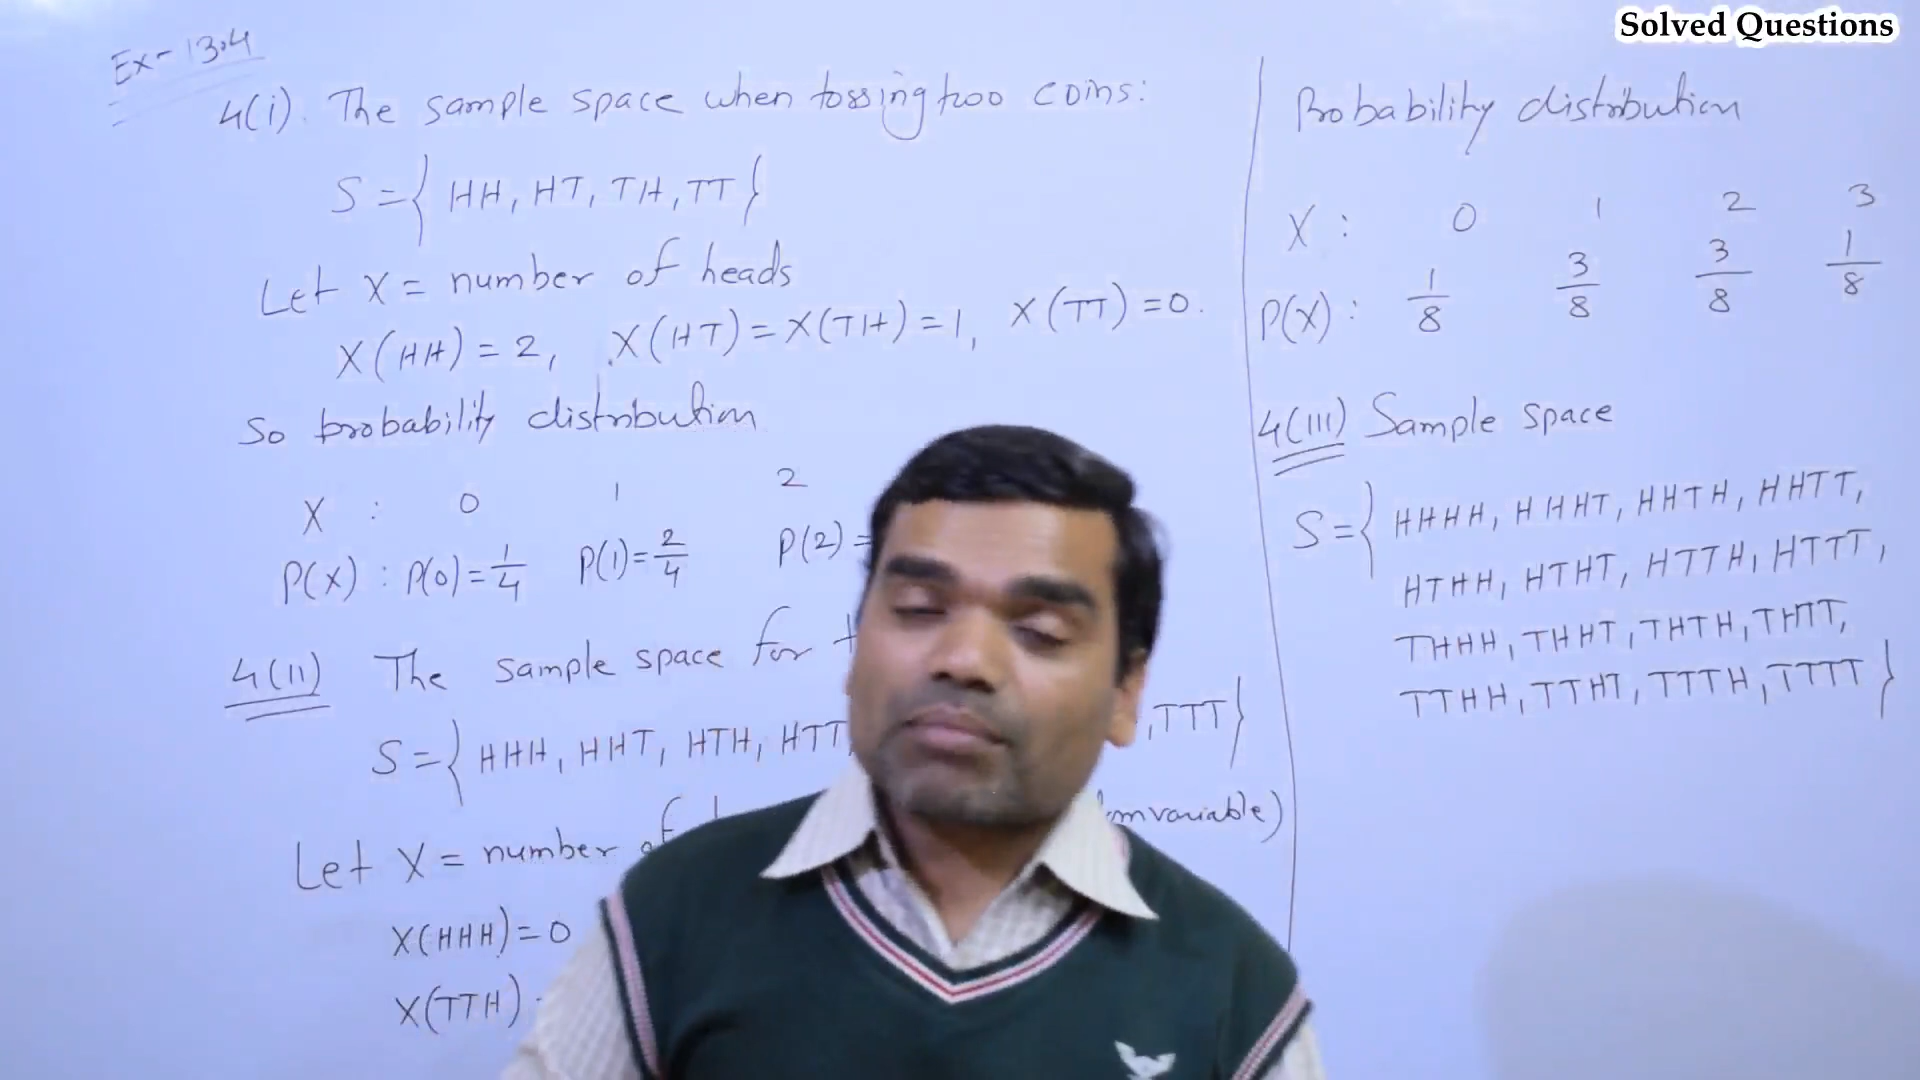 Solved Questions
Ex-13.4
4(i). The sample space when tossing two coins:
S = { HH, HT, TH, TT }
Let X = number of heads
X(HH) = 2, X(HT) = X(TH) = 1, X(TT) = 0.
So probability distribution
X : 0 1 2
P(X) : P(0) = 1/4 P(1) = 2/4 P(2) =
4(II) The sample space for
S = { HHH, HHT, HTH, HTT , TTT }
Let X = number of variable)
X(HHH) = 0
X(TTH)
Probability distribution
X : 0 1 2 3
P(X) : 1/8 3/8 3/8 1/8
4(III) Sample space
S = { HHHH, HHHT, HHTH, HHTT,
HTHH, HTHT, HTTH, HTTT,
THHH, THHT, THTH, THTT,
TTHH, TTHT, TTTH, TTTT }